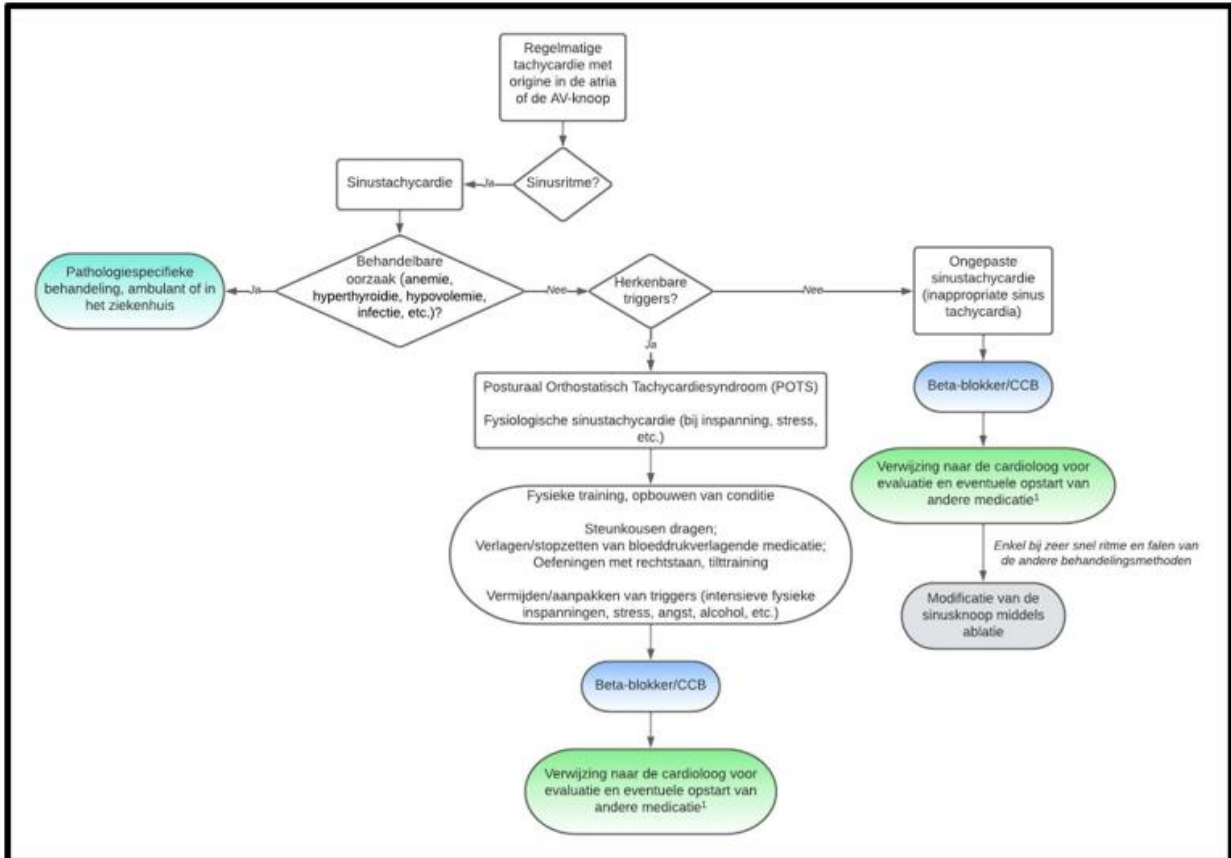 Regelmatige
tachycardie met
origine in de atria
of de AV-knoop
Sinusritme?
Ja
Sinustachycardie
Behandelbare
oorzaak (anemie,
hyperthyroidie, hypovolemie,
infectie, etc.)?
Ja
Pathologiespecifieke
behandeling, ambulant of in
het ziekenhuis
Nee
Herkenbare
triggers?
Nee
Ongepaste
sinustachycardie
(inappropriate sinus
tachycardia)
Ja
Posturaal Orthostatisch Tachycardiesyndroom (POTS)
Fysiologische sinustachycardie (bij inspanning, stress,
etc.)
Fysieke training, opbouwen van conditie
Steunkousen dragen;
Verlagen/stopzetten van bloeddrukverlagende medicatie;
Oefeningen met rechtstaan, tilttraining
Vermijden/aanpakken van triggers (intensieve fysieke
inspanningen, stress, angst, alcohol, etc.)
Beta-blokker/CCB
Verwijzing naar de cardioloog voor
evaluatie en eventuele opstart van
andere medicatie¹
Beta-blokker/CCB
Verwijzing naar de cardioloog voor
evaluatie en eventuele opstart van
andere medicatie¹
Enkel bij zeer snel ritme en falen van
de andere behandelingsmethoden
Modificatie van de
sinusknoop middels
ablatie